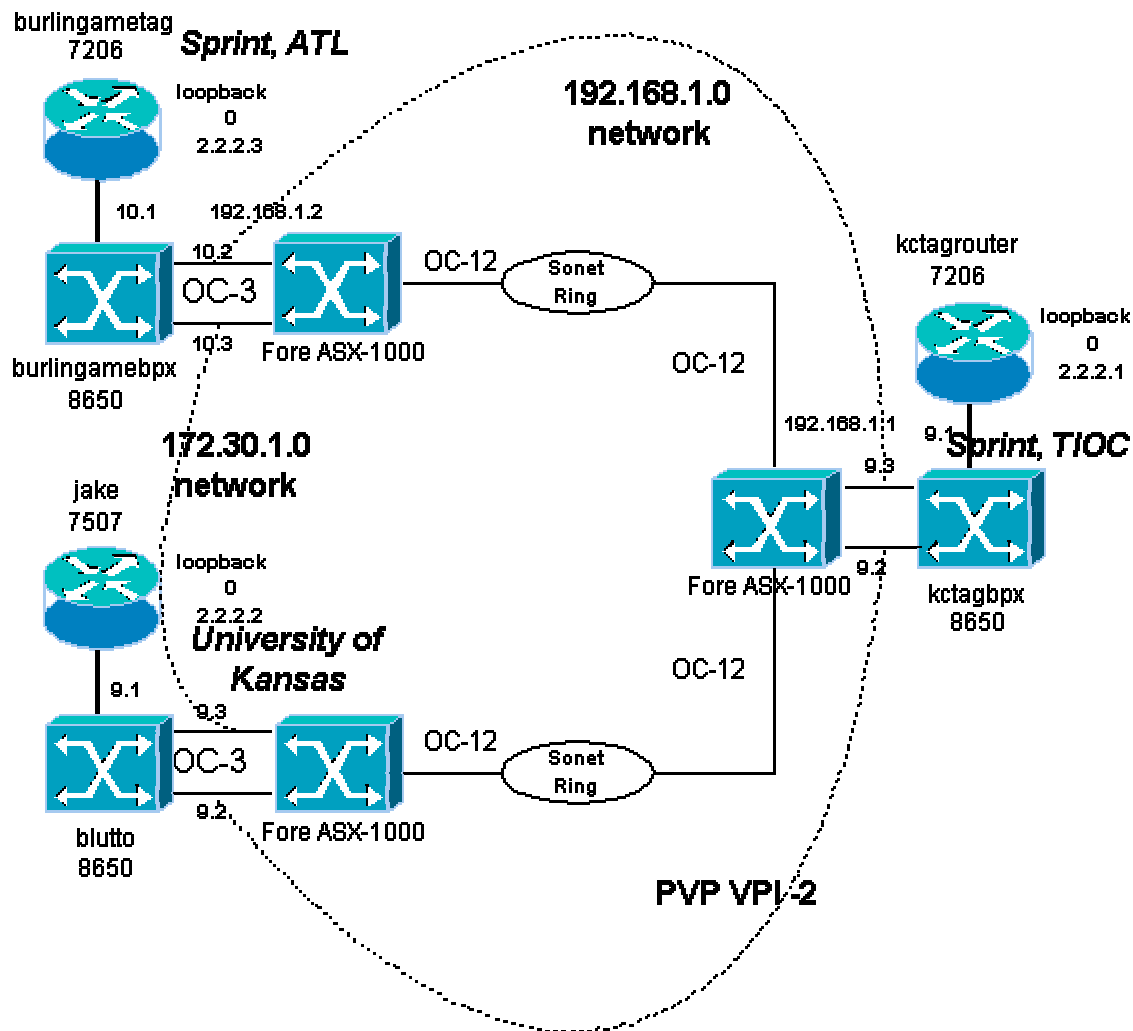 burlingametag
7206
Sprint, ATL
loopback
0
2.2.2.3
192.168.1.0
network
10.1
192.168.1.2
10.2
OC-3
10.3
burlingamebpx
8650
Fore ASX-1000
OC-12
Sonet
Ring
OC-12
kctagrouter
7206
loopback
0
2.2.2.1
192.168.1.1
9.1
Sprint, TIOC
9.3
9.2
Fore ASX-1000
kctagbpx
8650
172.30.1.0
network
jake
7507
loopback
0
2.2.2.2
University of
Kansas
9.1
9.3
OC-3
9.2
blutto
8650
Fore ASX-1000
OC-12
Sonet
Ring
OC-12
PVP VPI -2